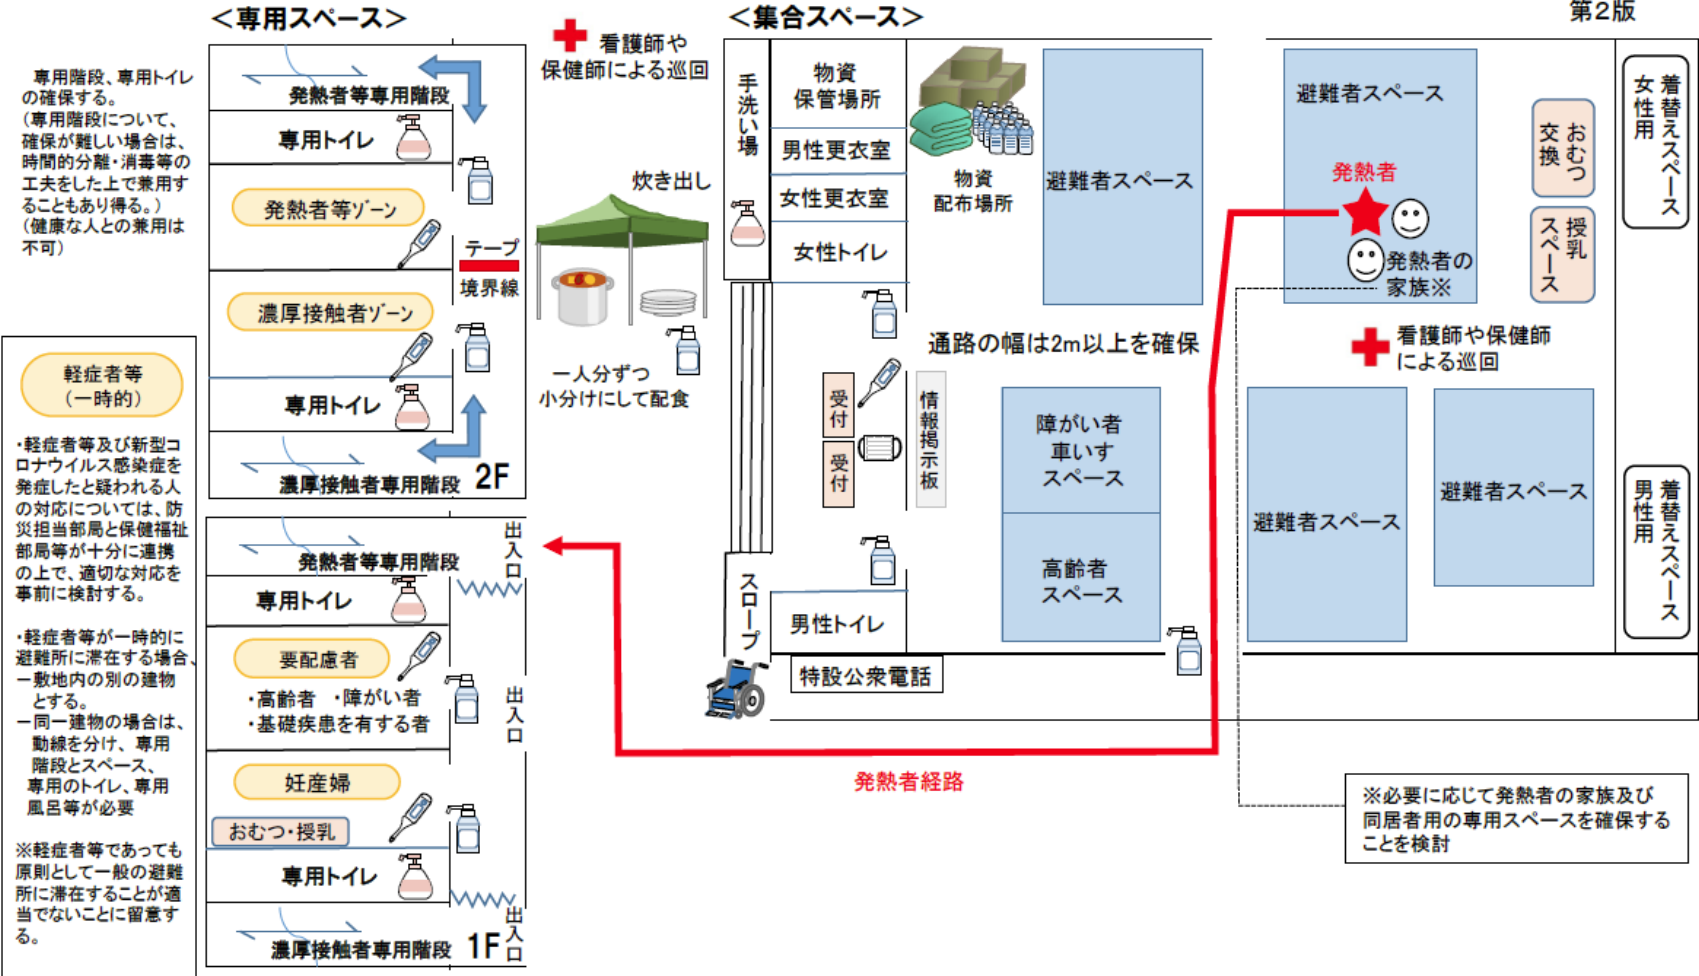 ＜専用スペース＞
専用階段、専用トイレ
の確保する。
（専用階段について、
確保が難しい場合は、
時間的分離・消毒等の
工夫をした上で兼用す
ることもあり得る。）
（健康な人との兼用は
不可）
軽症者等
（一時的）
・軽症者等及び新型コ
ロナウイルス感染症を
発症したと疑われる人
の対応については、防
災担当部局と保健福祉
部局等が十分に連携
の上で、適切な対応を
事前に検討する。
・軽症者等が一時的に
避難所に滞在する場合、
ー敷地内の別の建物
とする。
ー同一建物の場合は、
動線を分け、専用
階段とスペース、
専用のトイレ、専用
風呂等が必要
※軽症者等であっても
原則として一般の避難
所に滞在することが適
当でないことに留意す
る。
発熱者等専用階段
専用トイレ
発熱者等ゾーン
テープ
境界線
濃厚接触者ゾーン
専用トイレ
濃厚接触者専用階段
2F
発熱者等専用階段
出入口
専用トイレ
要配慮者
・高齢者　・障がい者
・基礎疾患を有する者
出入口
妊産婦
おむつ・授乳
専用トイレ
濃厚接触者専用階段
1F
出入口
看護師や
保健師による巡回
炊き出し
一人分ずつ
小分けにして配食
＜集合スペース＞
第２版
手洗い場
物資
保管場所
男性更衣室
女性更衣室
女性トイレ
物資
配布場所
避難者スペース
避難者スペース
発熱者
発熱者の
家族※
おむつ
交換
授乳
スペース
着替えスペース
女性用
通路の幅は2m以上を確保
看護師や保健師
による巡回
受付
受付
情報掲示板
障がい者
車いす
スペース
高齢者
スペース
避難者スペース
避難者スペース
着替えスペース
男性用
スロープ
男性トイレ
特設公衆電話
発熱者経路
※必要に応じて発熱者の家族及び
同居者用の専用スペースを確保する
ことを検討